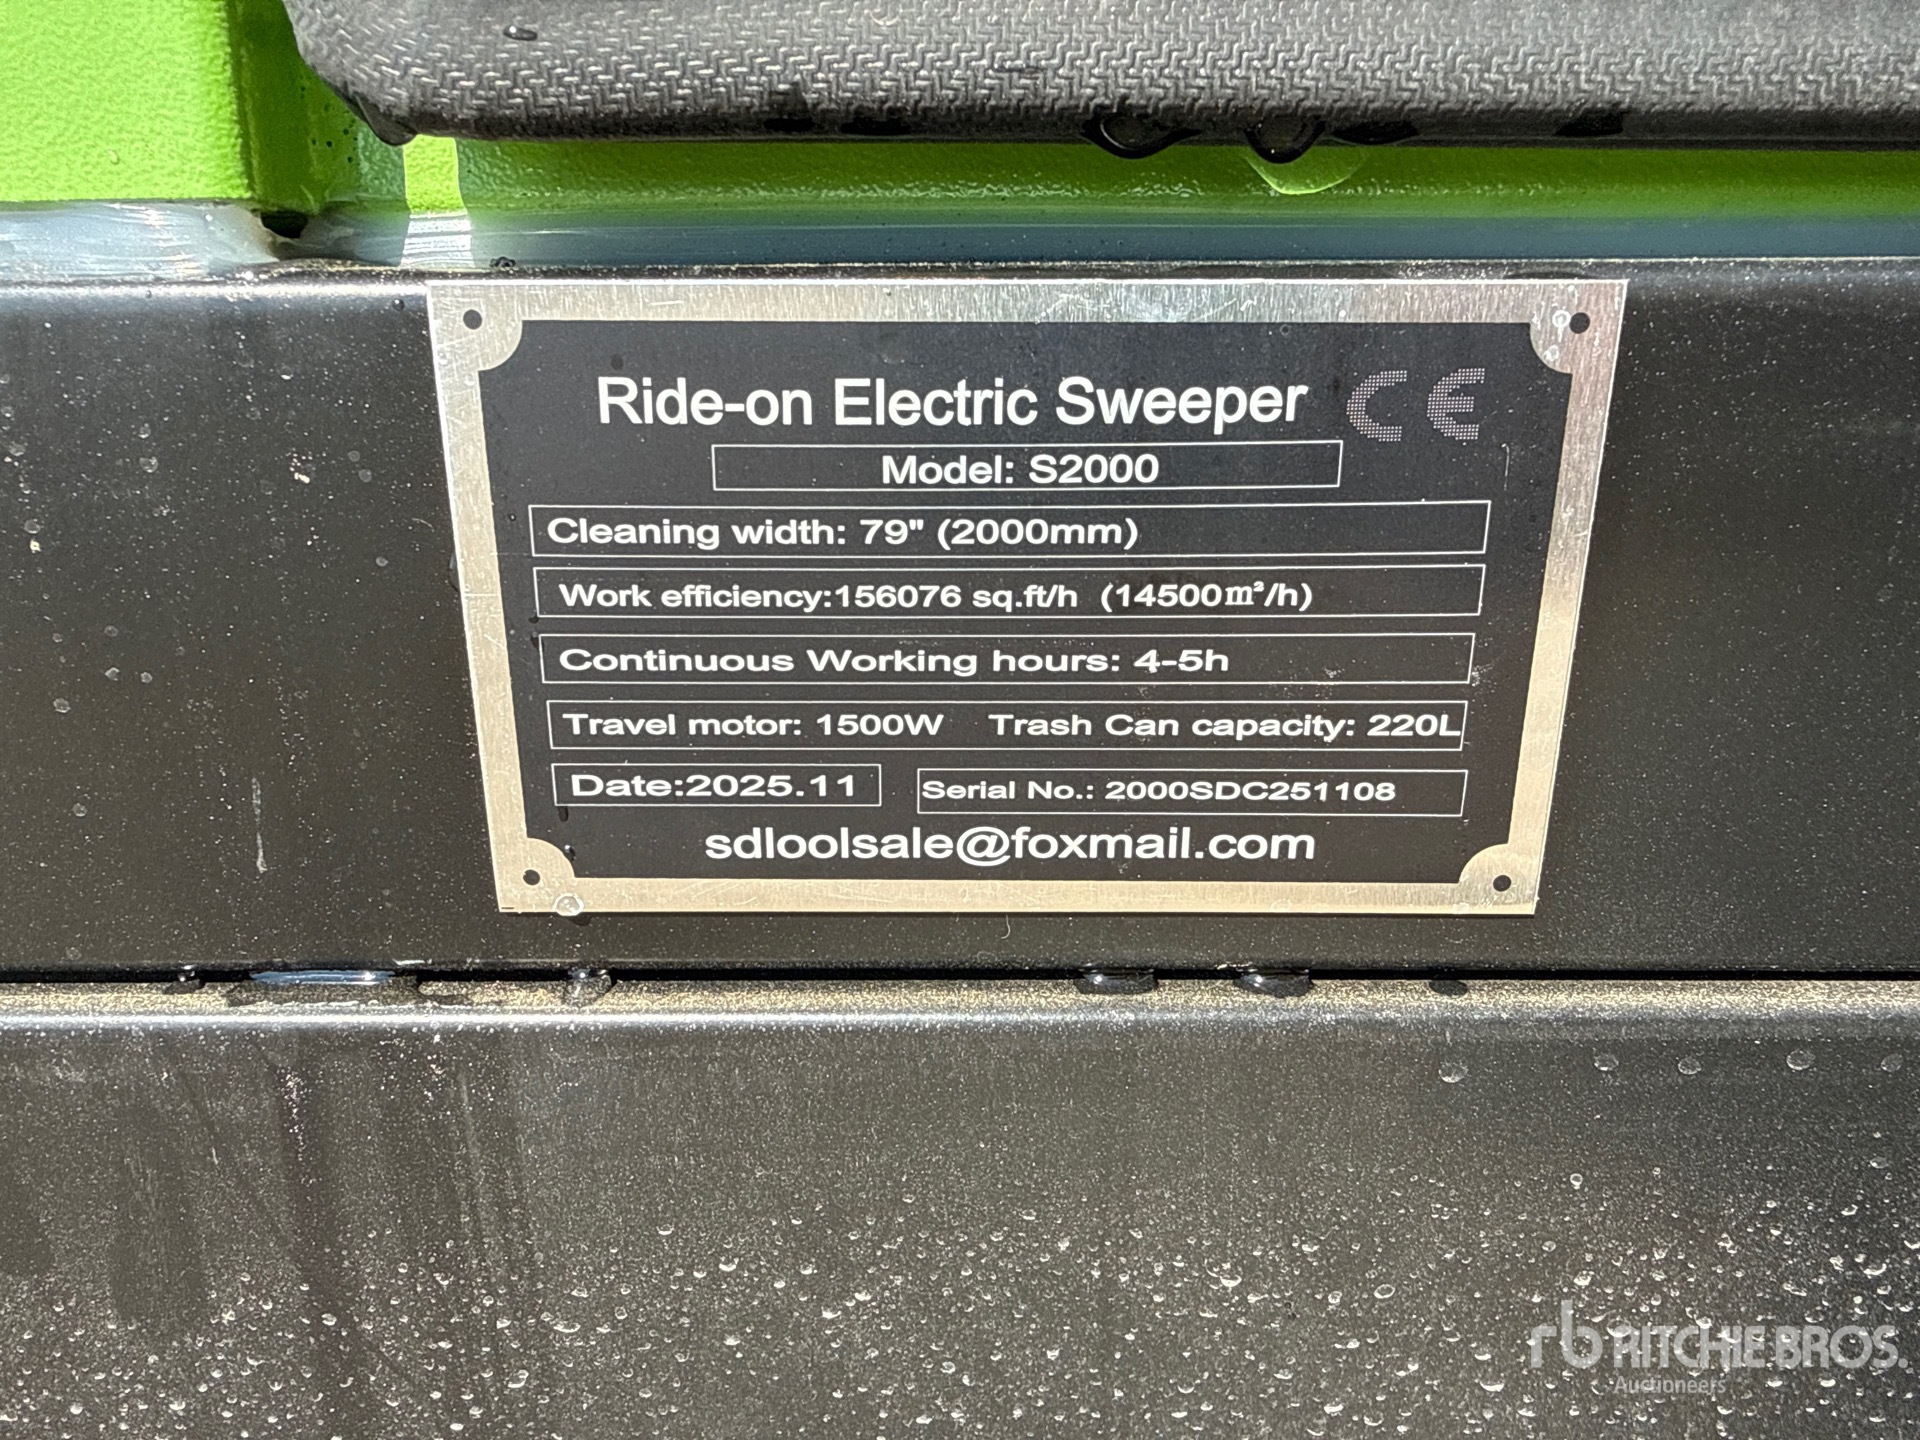 Ride-on Electric Sweeper CE
Model: S2000
Cleaning width: 79" (2000mm)
Work efficiency:156076 sq.ft/h (14500m²/h)
Continuous Working hours: 4-5h
Travel motor: 1500W Trash Can capacity: 220L
Date:2025.11 Serial No.: 2000SDC251108
sdloolsale@foxmail.com
rb RITCHIE BROS.
Auctioneers